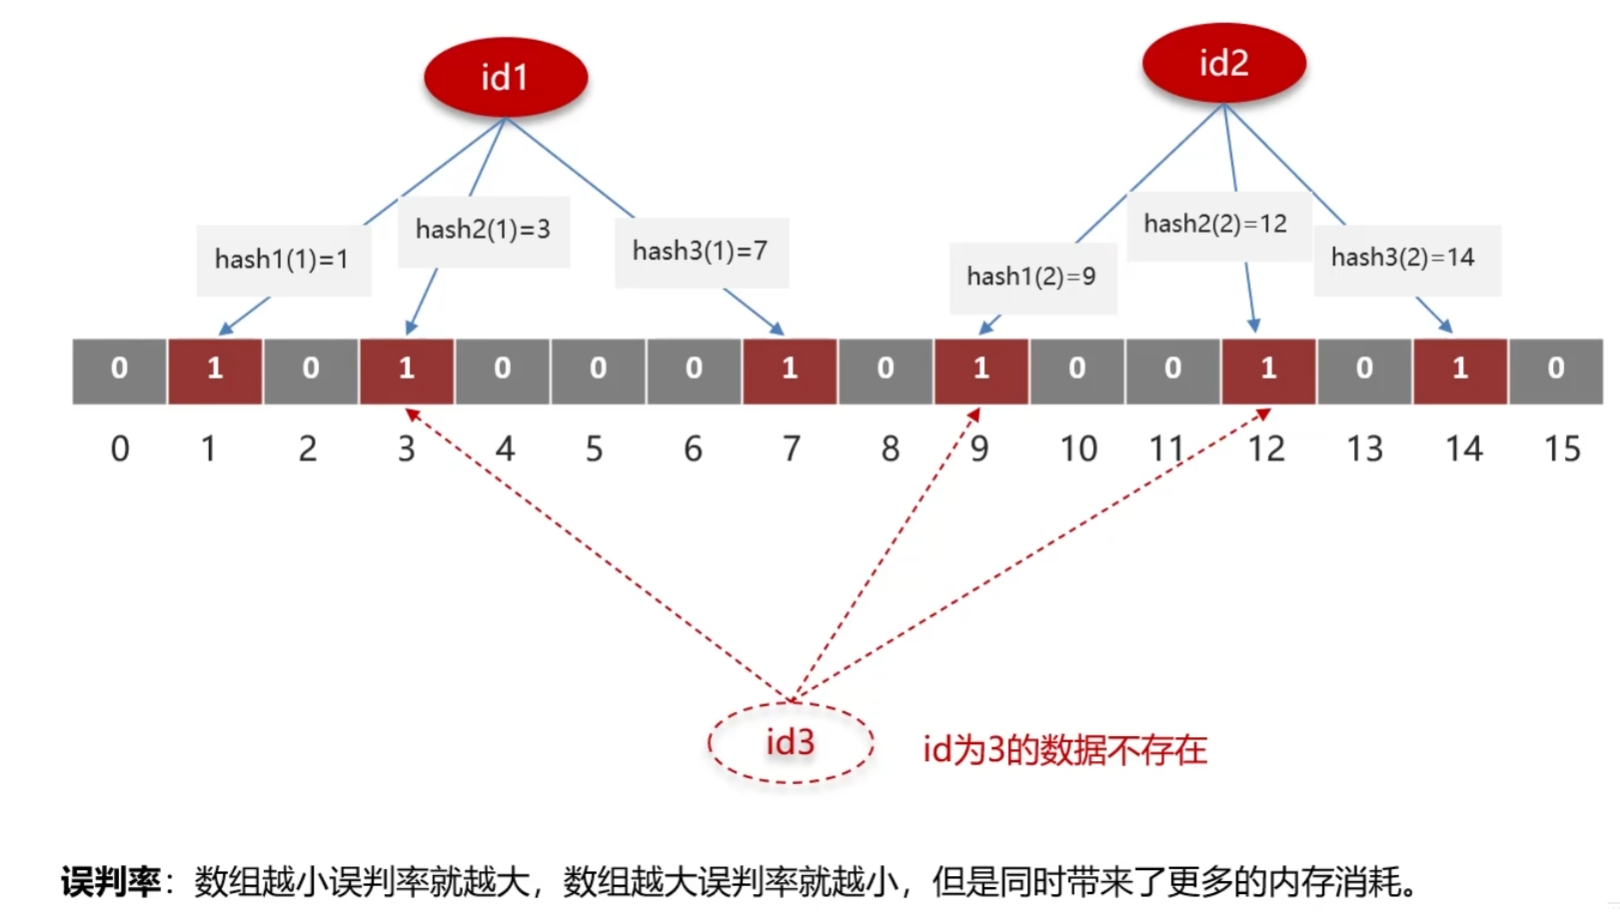 id1
id2
hash1(1)=1
hash2(1)=3
hash3(1)=7
hash1(2)=9
hash2(2)=12
hash3(2)=14
0 1 0 1 0 0 0 1 0 1 0 0 1 0 1 0
0 1 2 3 4 5 6 7 8 9 10 11 12 13 14 15
id3
id为3的数据不存在
误判率：数组越小误判率就越大，数组越大误判率就越小，但是同时带来了更多的内存消耗。